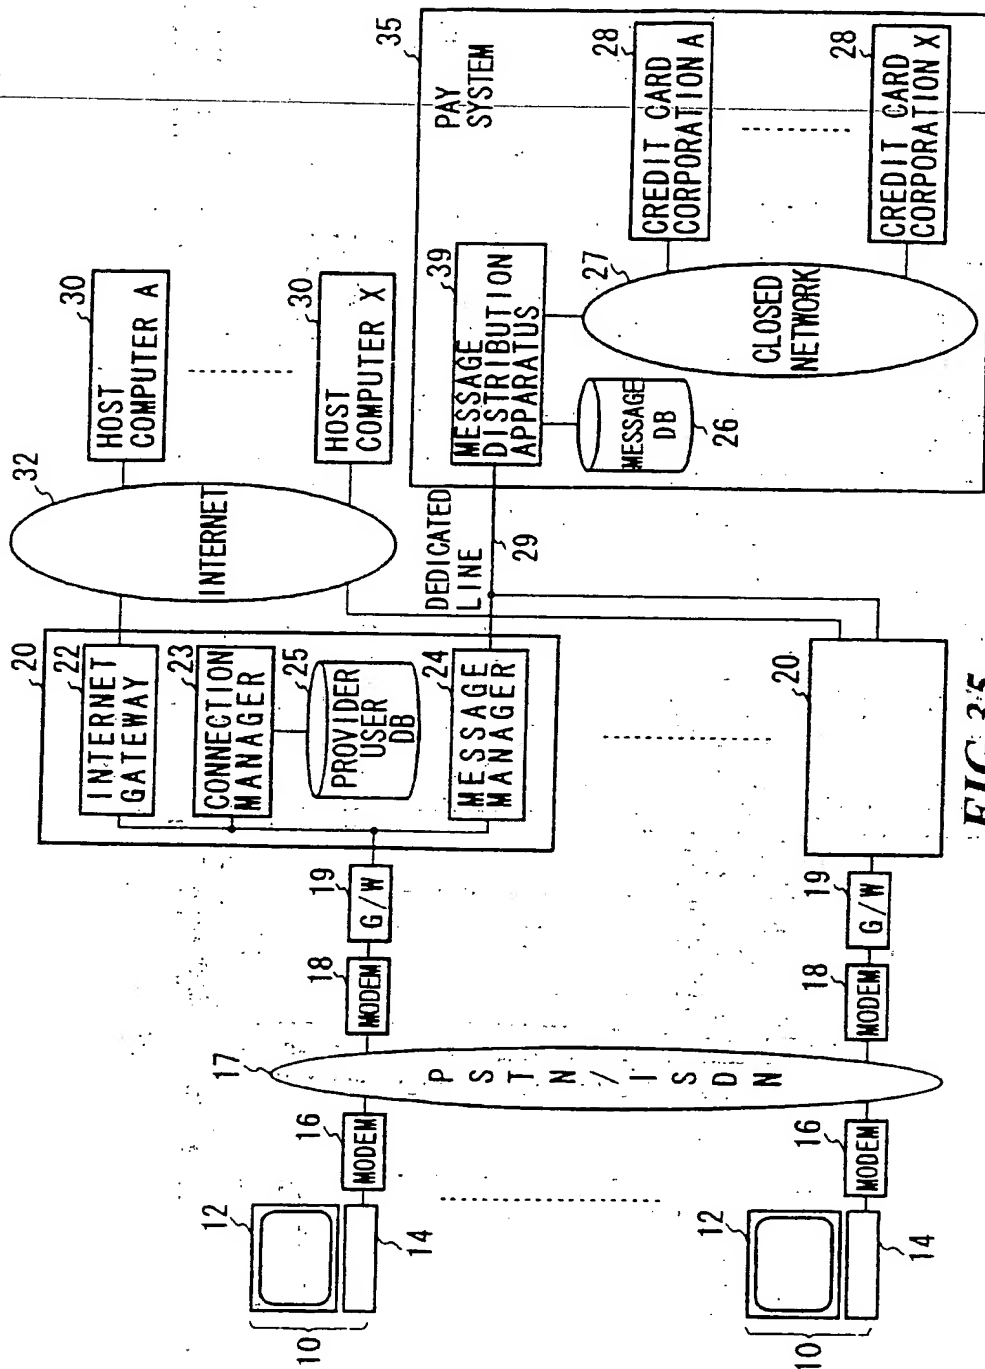 10
12
14
16
MODEM
17
PSTN/ISDN
18
MODEM
19
G/W
20
22
INTERNET
GATEWAY
23
CONNECTION
MANAGER
25
PROVIDER
USER
DB
24
MESSAGE
MANAGER
32
INTERNET
30
HOST
COMPUTER A
30
HOST
COMPUTER X
DEDICATED
LINE
29
35
PAY
SYSTEM
39
MESSAGE
DISTRIBUTION
APPARATUS
MESSAGE
DB
26
27
CLOSED
NETWORK
28
CREDIT CARD
CORPORATION A
28
CREDIT CARD
CORPORATION X
10
12
14
16
MODEM
18
MODEM
19
G/W
20
FIG. 35